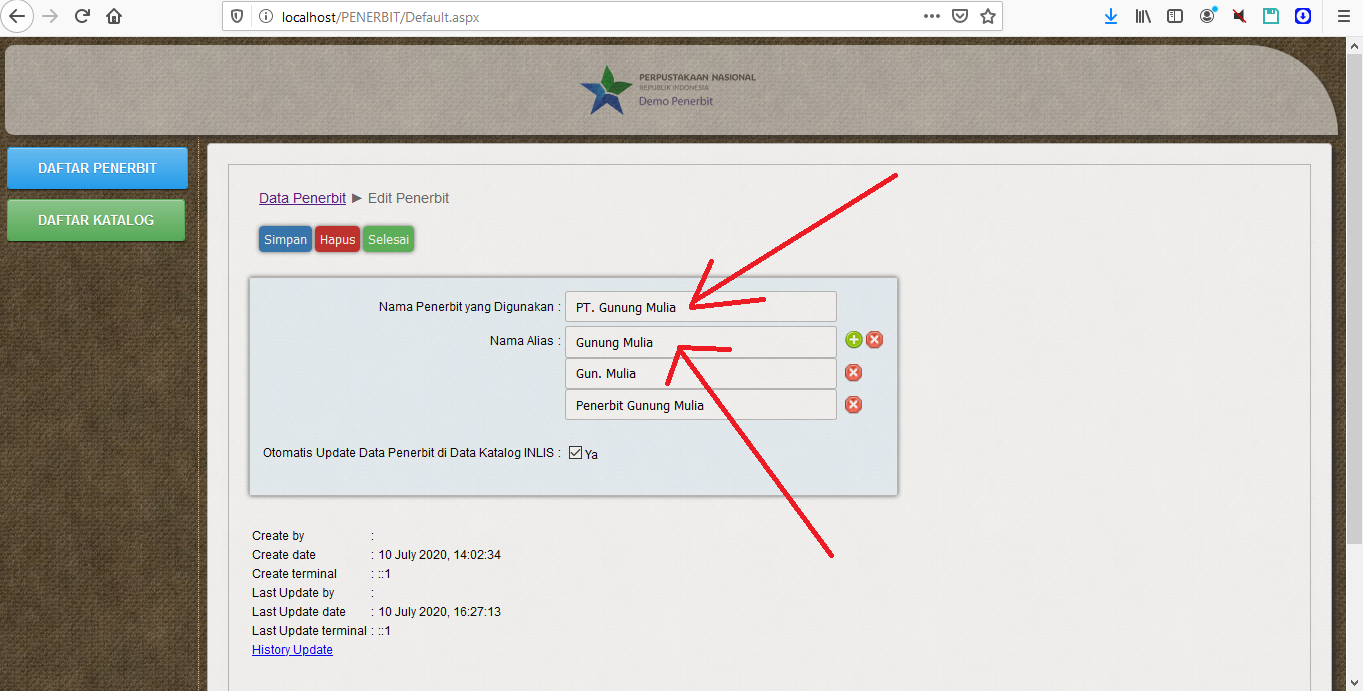 localhost/PENERBIT/Default.aspx
PERPUSTAKAAN NASIONAL
REPUBLIK INDONESIA
Demo Penerbit
DAFTAR PENERBIT
DAFTAR KATALOG
Data Penerbit ► Edit Penerbit
Simpan Hapus Selesai
Nama Penerbit yang Digunakan : PT. Gunung Mulia
Nama Alias : Gunung Mulia
Gun. Mulia
Penerbit Gunung Mulia
Otomatis Update Data Penerbit di Data Katalog INLIS : Ya
Create by :
Create date : 10 July 2020, 14:02:34
Create terminal : ::1
Last Update by :
Last Update date : 10 July 2020, 16:27:13
Last Update terminal : ::1
History Update